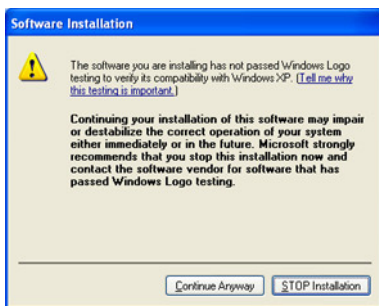 Software Installation
The software you are installing has not passed Windows Logo
testing to verify its compatibility with Windows XP. (Tell me why
this testing is important.)
Continuing your installation of this software may impair
or destabilize the correct operation of your system
either immediately or in the future. Microsoft strongly
recommends that you stop this installation now and
contact the software vendor for software that has
passed Windows Logo testing.
Continue Anyway
STOP Installation